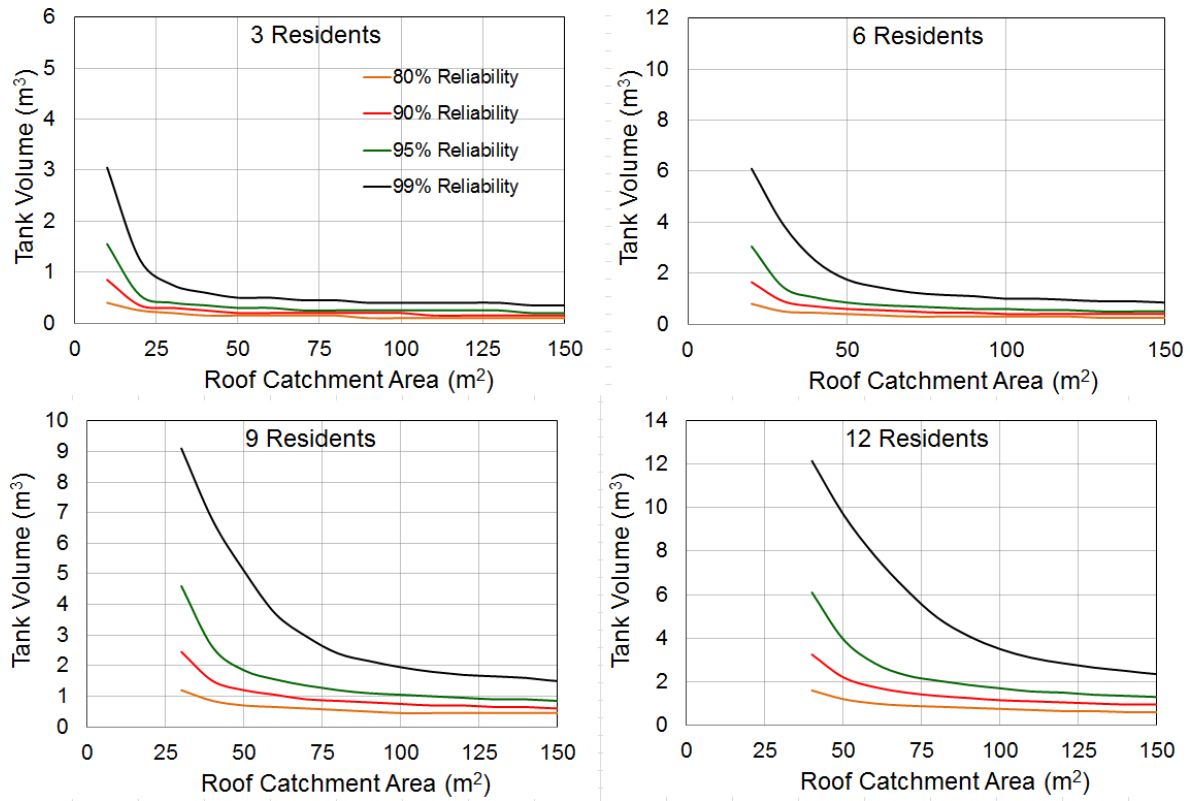 3 Residents
80% Reliability
90% Reliability
95% Reliability
99% Reliability
Tank Volume (m³)
6
5
4
3
2
1
0
0 25 50 75 100 125 150
Roof Catchment Area (m²)
6 Residents
Tank Volume (m³)
12
10
8
6
4
2
0
0 50 100 150
Roof Catchment Area (m²)
9 Residents
Tank Volume (m³)
10
9
8
7
6
5
4
3
2
1
0
0 25 50 75 100 125 150
Roof Catchment Area (m²)
12 Residents
Tank Volume (m³)
14
12
10
8
6
4
2
0
0 25 50 75 100 125 150
Roof Catchment Area (m²)